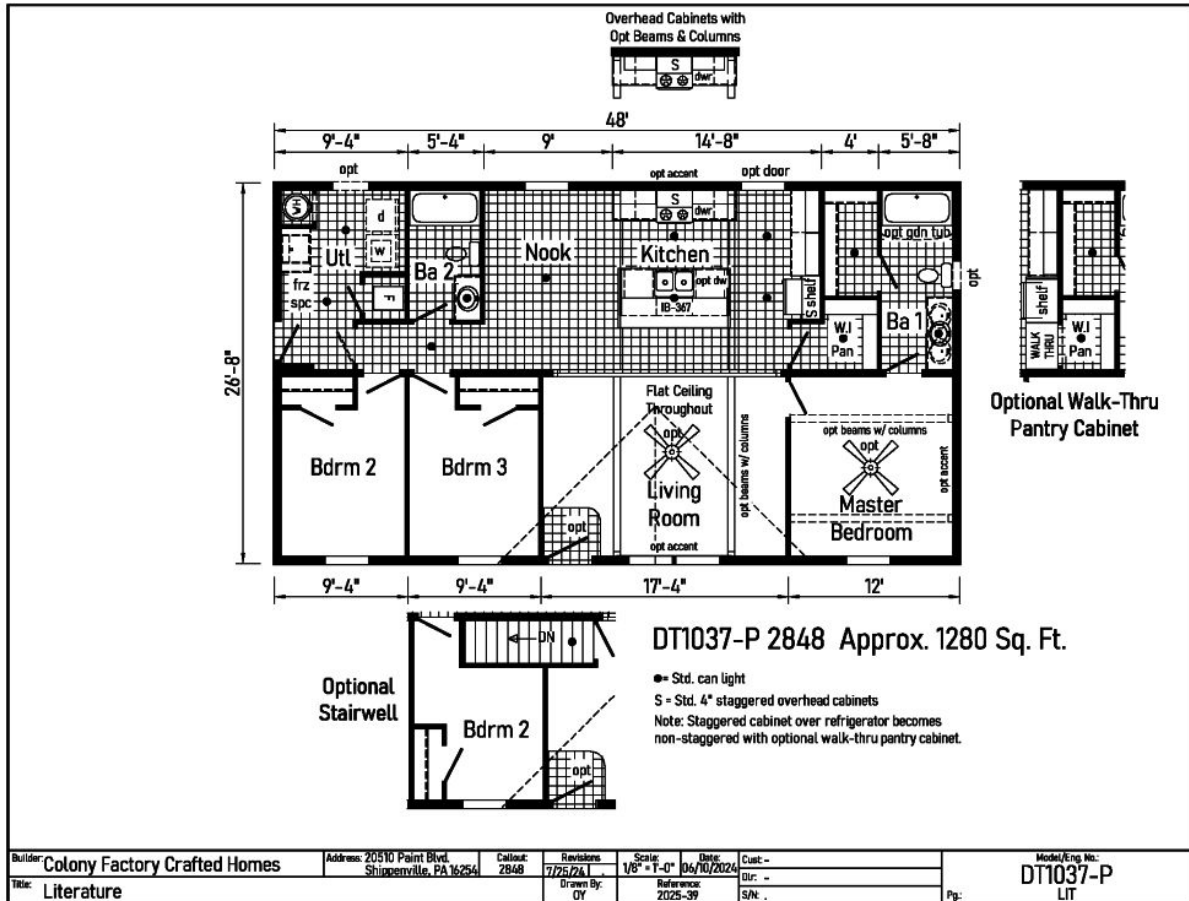 Overhead Cabinets with
Opt Beams & Columns
S
dwr
48'
9'-4" 5'-4" 9' 14'-8" 4' 5'-8"
opt
opt accent
opt door
26'-8"
WH
d
w
Utl
frz
spc
F
Ba 2
Nook
S
dwr
Kitchen
opt dw
IB-367
S shelf
W.I
Pan
opt gdn tub
opt
Ba 1
shelf
WALK
THRU
W.I
Pan
Optional Walk-Thru
Pantry Cabinet
Bdrm 2
Bdrm 3
Flat Ceiling
Throughout
opt
Living
Room
opt
opt accent
opt beams w/ columns
opt beams w/ columns
opt
Master
Bedroom
opt accent
9'-4" 9'-4" 17'-4" 12'
Optional
Stairwell
DN
Bdrm 2
opt
DT1037-P 2848 Approx. 1280 Sq. Ft.
●= Std. can light
S = Std. 4" staggered overhead cabinets
Note: Staggered cabinet over refrigerator becomes
non-staggered with optional walk-thru pantry cabinet.
Builder: Colony Factory Crafted Homes
Address: 20510 Paint Blvd.
Shippenville, PA 16254
Callout:
2848
Revisions
7/25/24
Scale:
1/8" = 1'-0"
Date:
06/10/2024
Cust: -
Dlr: -
S/N: .
Model/Eng. No.:
DT1037-P
LIT
Title: Literature
Drawn By:
OY
Reference:
2025-39
Pg.: